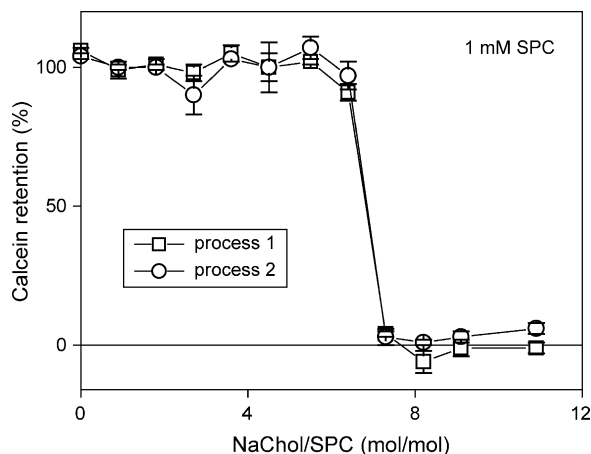 1 mM SPC
100
50
0
Calcein retention (%)
process 1
process 2
0 4 8 12
NaChol/SPC (mol/mol)